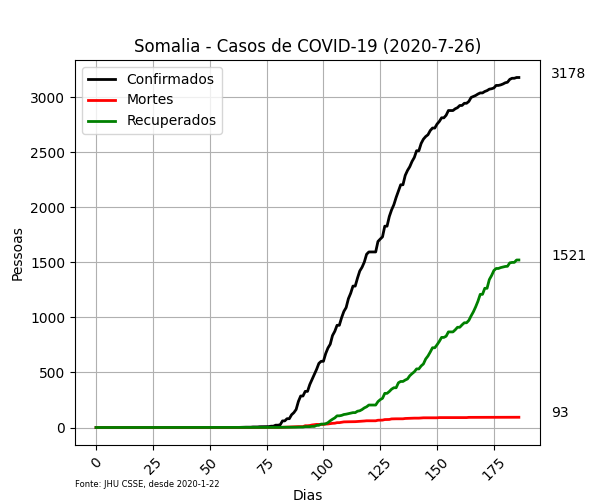 Somalia - Casos de COVID-19 (2020-7-26)
Confirmados
Mortes
Recuperados
3178
1521
93
Pessoas
3000
2500
2000
1500
1000
500
0
0 25 50 75 100 125 150 175
Fonte: JHU CSSE, desde 2020-1-22
Dias